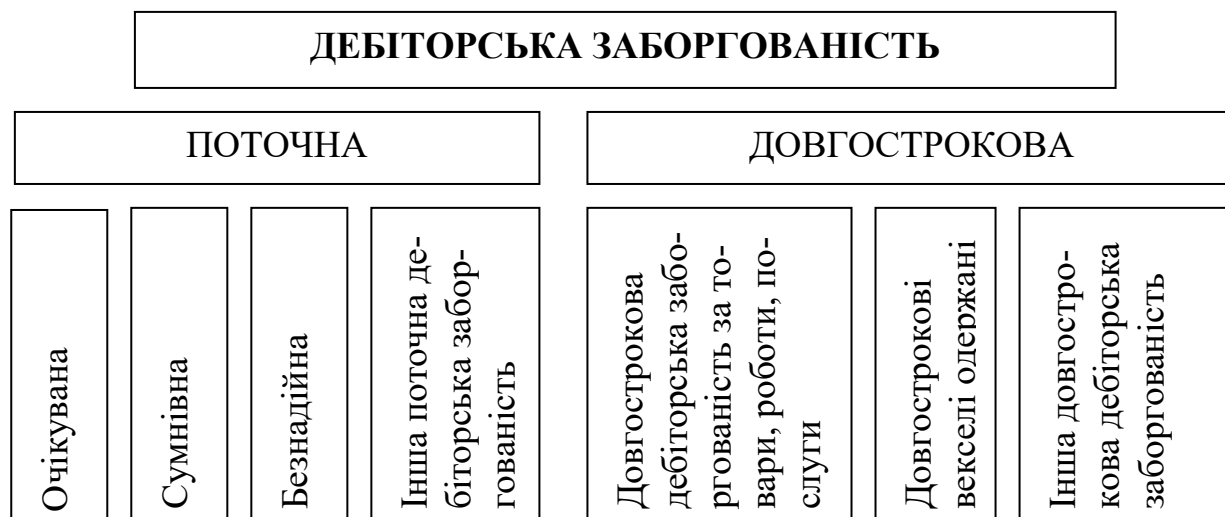 ДЕБІТОРСЬКА ЗАБОРГОВАНІСТЬ
ПОТОЧНА
ДОВГОСТРОКОВА
Очікувана
Сумнівна
Безнадійна
Інша поточна де-
біторська забор-
гованість
Довгострокова
дебіторська забо-
ргованість за то-
вари, роботи, по-
слуги
Довгострокові
векселі одержані
Інша довгостро-
кова дебіторська
заборгованість